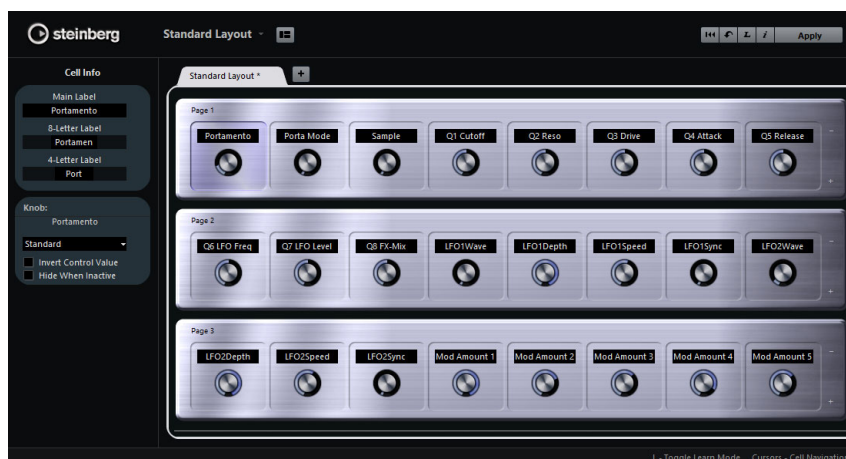 steinberg
Standard Layout
L
i
Apply
Cell Info
Main Label
Portamento
8-Letter Label
Portamen
4-Letter Label
Port
Knob:
Portamento
Standard
Invert Control Value
Hide When Inactive
Standard Layout * +
Page 1
Portamento Porta Mode Sample Q1 Cutoff Q2 Reso Q3 Drive Q4 Attack Q5 Release
Page 2
Q6 LFO Freq Q7 LFO Level Q8 FX-Mix LFO1Wave LFO1Depth LFO1Speed LFO1Sync LFO2Wave
Page 3
LFO2Depth LFO2Speed LFO2Sync Mod Amount 1 Mod Amount 2 Mod Amount 3 Mod Amount 4 Mod Amount 5
L - Toggle Learn Mode Cursors - Cell Navigation